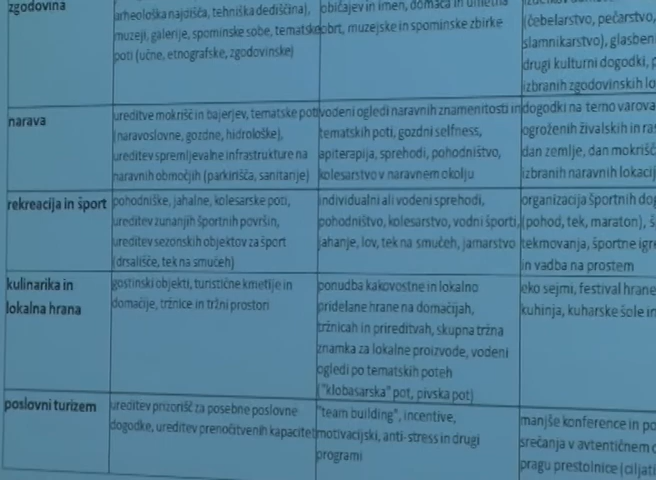 zgodovina
arheološka najdišča, tehniška dediščina),
muzeji, galerije, spominske sobe, tematske
poti (učne, etnografske, zgodovinske)
običajev in imen, domača in umetna
obrt, muzejske in spominske zbirke
(čebelarstvo, pečarstvo,
slamnikarstvo), glasben
drugi kulturni dogodki, p
izbranih zgodovinskih lo
narava
ureditve mokrišč in bajerjev, tematske poti
(naravoslovne, gozdne, hidrološke),
ureditev spremljevalne infrastrukture na
naravnih območjih (parkirišča, sanitarije)
vodeni ogledi naravnih znamenitosti in
tematskih poti, gozdni selfness,
apiterapija, sprehodi, pohodništvo,
kolesarstvo v naravnem okolju
dogodki na temo varova
ogroženih živalskih in ras
dan zemlje, dan mokrišč
izbranih naravnih lokacij
rekreacija in šport
pohodniške, jahalne, kolesarske poti,
ureditev zunanjih športnih površin,
ureditev sezonskih objektov za šport
(drsališče, tek na smučeh)
individualni ali vodeni sprehodi,
pohodništvo, kolesarstvo, vodni športi,
jahanje, lov, tek na smučeh, jamarstvo
organizacija športnih dog
(pohod, tek, maraton), š
tekmovanja, športne igre
in vadba na prostem
kulinarika in
lokalna hrana
gostinski objekti, turistične kmetije in
domačije, tržnice in tržni prostori
ponudba kakovostne in lokalno
pridelane hrane na domačijah,
tržnicah in prireditvah, skupna tržna
znamka za lokalne proizvode, vodeni
ogledi po tematskih poteh
("klobasarska" pot, pivska pot)
eko sejmi, festival hrane
kuhinja, kuharske šole in
poslovni turizem
ureditev prizorišč za posebne poslovne
dogodke, ureditev prenočitvenih kapacitet
"team building", incentive,
motivacijski, anti-stress in drugi
programi
manjše konference in po
srečanja v avtentičnem o
pragu prestolnice (ciljati